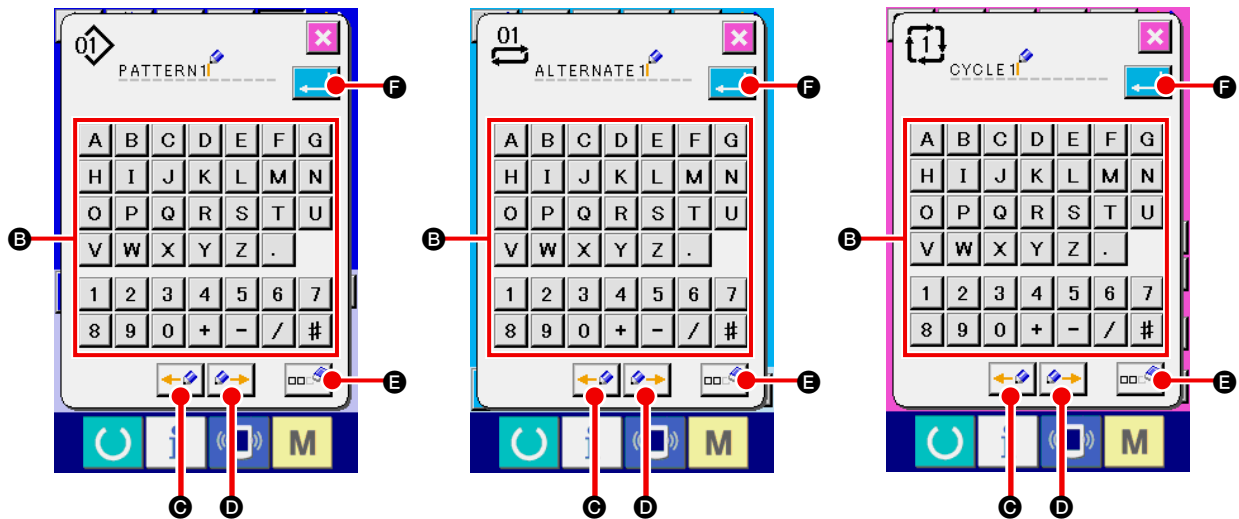 01
PATTERN1
F
A B C D E F G
H I J K L M N
O P Q R S T U
B
V W X Y Z .
1 2 3 4 5 6 7
8 9 0 + - / #
E
i M
C D
01
ALTERNATE1
F
A B C D E F G
H I J K L M N
O P Q R S T U
B
V W X Y Z .
1 2 3 4 5 6 7
8 9 0 + - / #
E
i M
C D
1
CYCLE1
F
A B C D E F G
H I J K L M N
O P Q R S T U
B
V W X Y Z .
1 2 3 4 5 6 7
8 9 0 + - / #
E
i M
C D